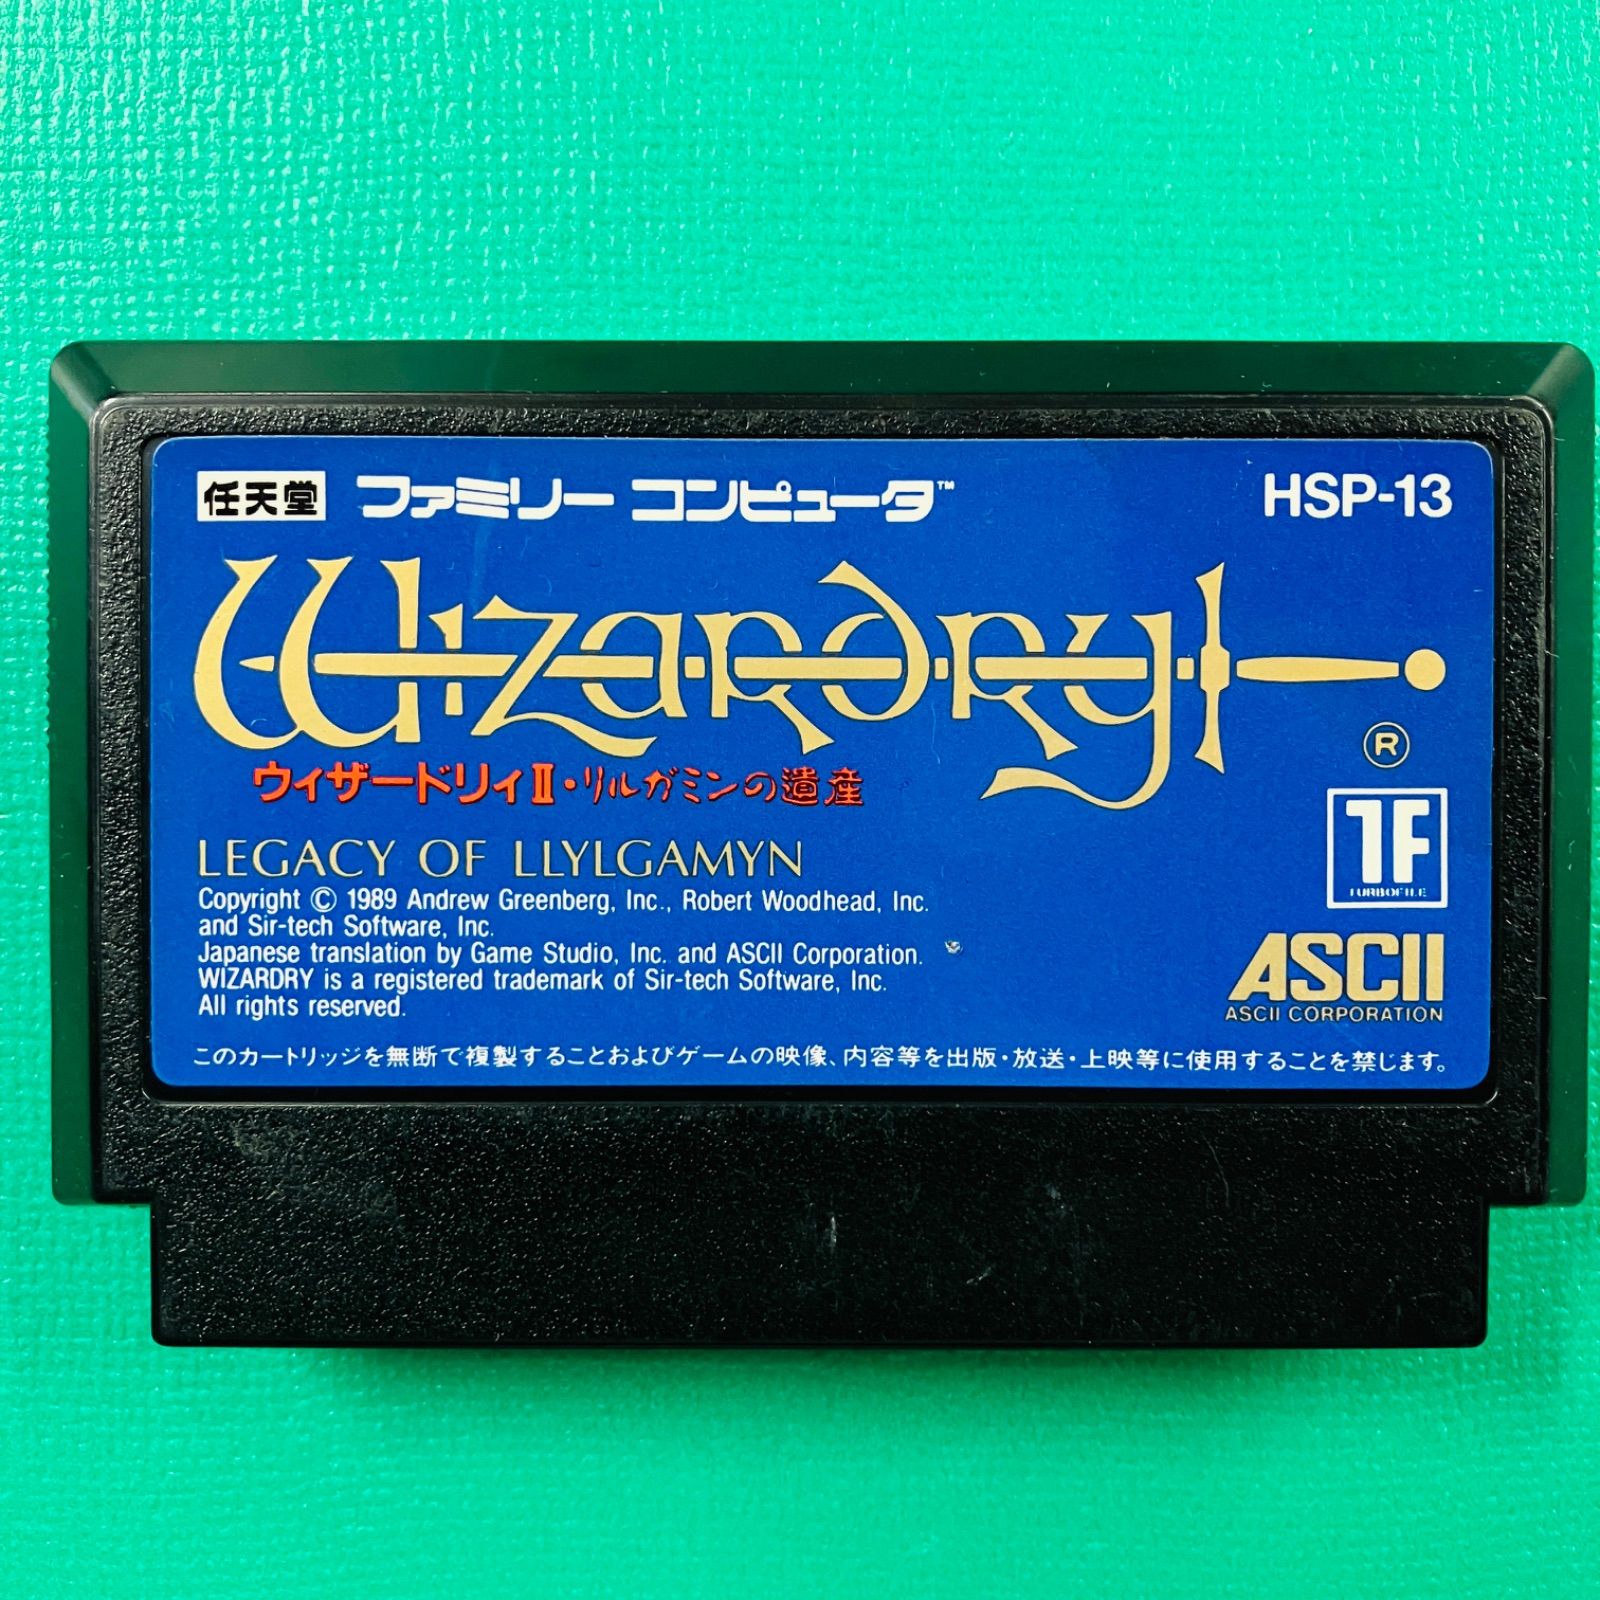 任天堂 ファミリー コンピュータ™ HSP-13
Wizardry
®
ウィザードリィⅡ・リルガミンの遺産
TF
TURBOFILE
LEGACY OF LLYLGAMYN
Copyright © 1989 Andrew Greenberg, Inc., Robert Woodhead, Inc.
and Sir-tech Software, Inc.
Japanese translation by Game Studio, Inc. and ASCII Corporation.
WIZARDRY is a registered trademark of Sir-tech Software, Inc.
All rights reserved.
ASCII
ASCII CORPORATION
このカートリッジを無断で複製することおよびゲームの映像、内容等を出版・放送・上映等に使用することを禁じます。